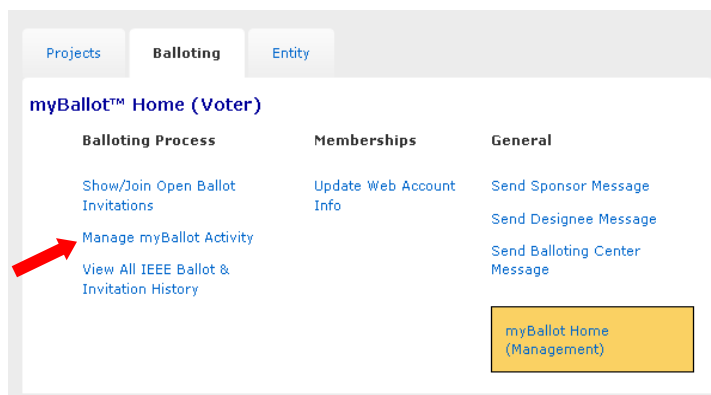 Projects
Balloting
Entity
myBallot™ Home (Voter)
Balloting Process
Show/Join Open Ballot
Invitations
Manage myBallot Activity
View All IEEE Ballot &
Invitation History
Memberships
Update Web Account
Info
General
Send Sponsor Message
Send Designee Message
Send Balloting Center
Message
myBallot Home
(Management)